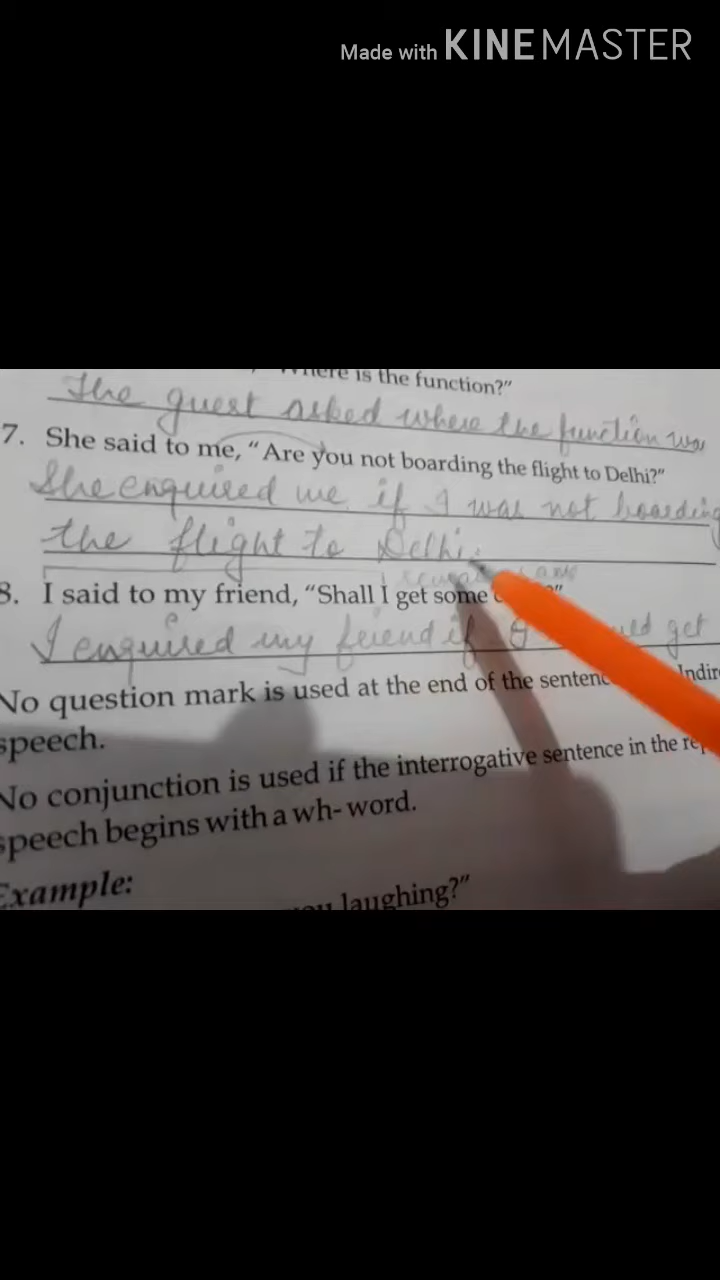 Made with KINEMASTER
Where is the function?"
The guest asked where the function was
7. She said to me, "Are you not boarding the flight to Delhi?"
She enquired me if I was not boarding
the flight to Delhi.
8. I said to my friend, "Shall I get some
I enquired my friend if I get
No question mark is used at the end of the
speech.
No conjunction is used if the interrogative sentence in the
speech begins with a wh- word.
Example:
laughing?"